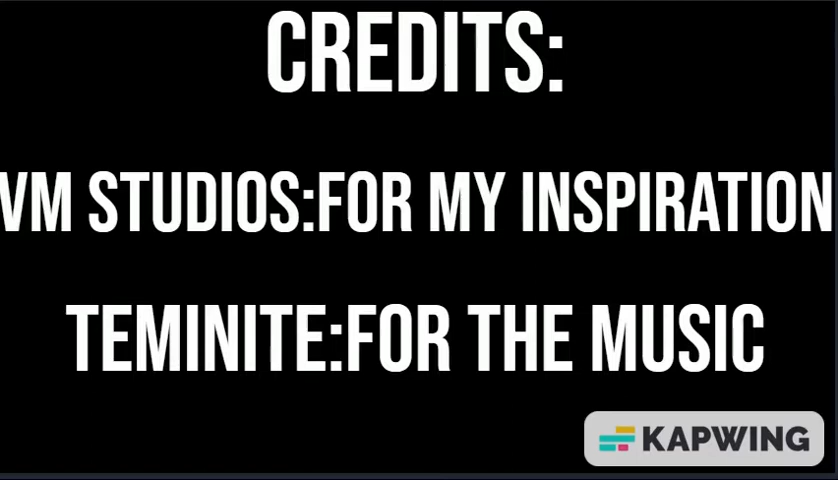 CREDITS:
VM STUDIOS:FOR MY INSPIRATION
TEMINITE:FOR THE MUSIC
KAPWING